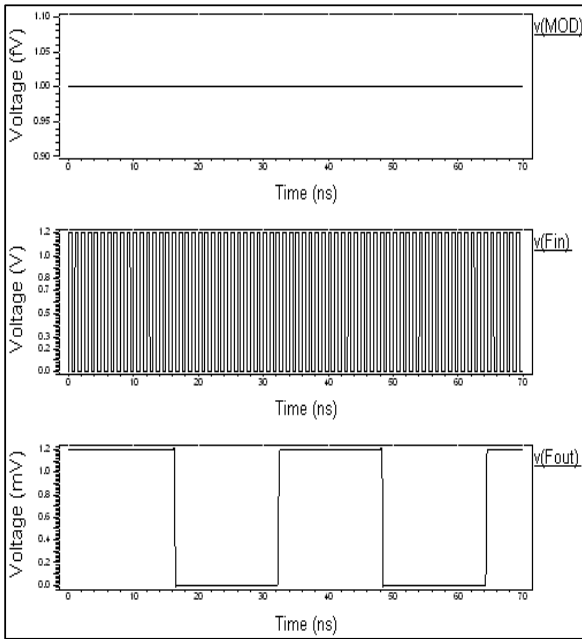 v(MOD)
Voltage (fV)
1.10
1.05
1.00
0.95
0.90
0 10 20 30 40 50 60 70
Time (ns)
v(Fin)
Voltage (V)
1.2
1.0
0.8
0.7
0.5
0.3
0.2
0.0
0 10 20 30 40 50 60 70
Time (ns)
v(Fout)
Voltage (mV)
1.2
1.0
0.8
0.6
0.4
0.2
0.0
0 10 20 30 40 50 60 70
Time (ns)